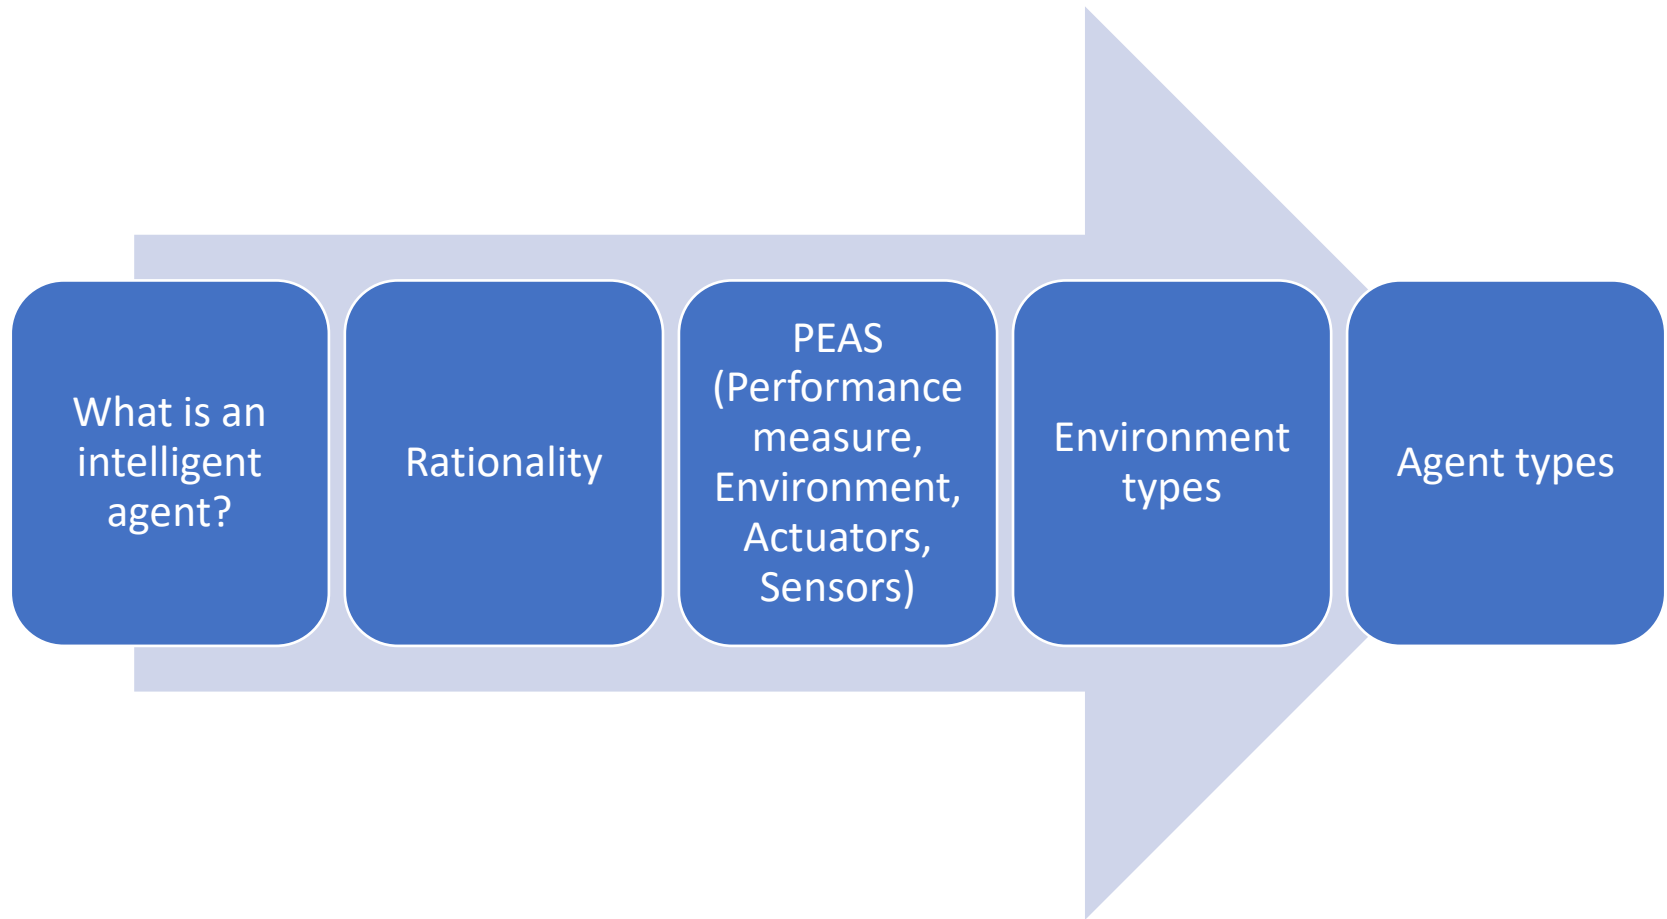 What is an
intelligent
agent?
Rationality
PEAS
(Performance
measure,
Environment,
Actuators,
Sensors)
Environment
types
Agent types